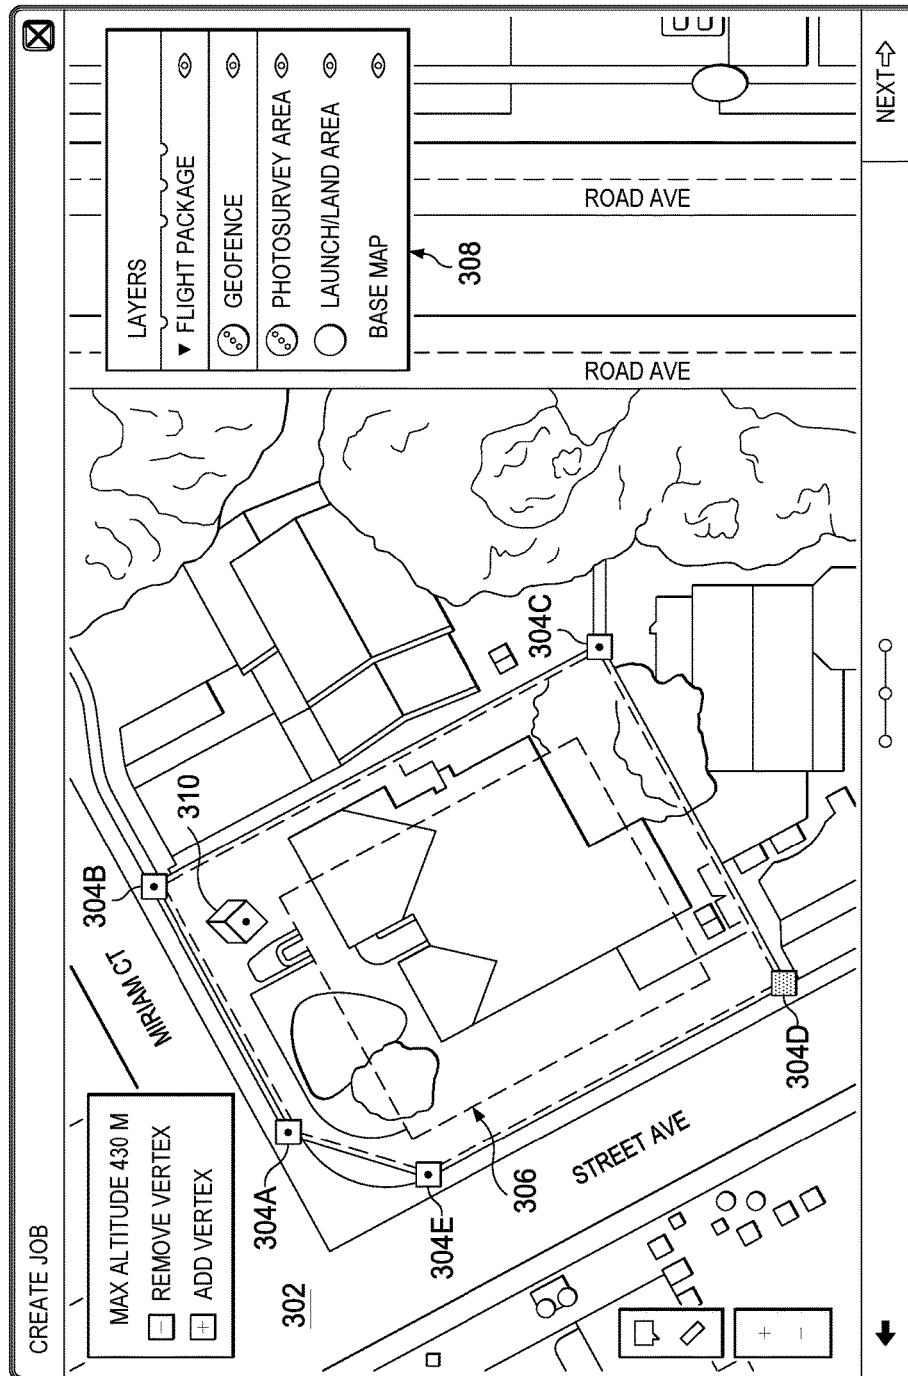 CREATE JOB
MAX ALTITUDE 430 M
− REMOVE VERTEX
+ ADD VERTEX
LAYERS
▼ FLIGHT PACKAGE
GEOFENCE
PHOTOSURVEY AREA
LAUNCH/LAND AREA
BASE MAP
308
MIRIAM CT
304B
310
304A
302
304E
306
STREET AVE
304D
304C
ROAD AVE
ROAD AVE
+
−
NEXT